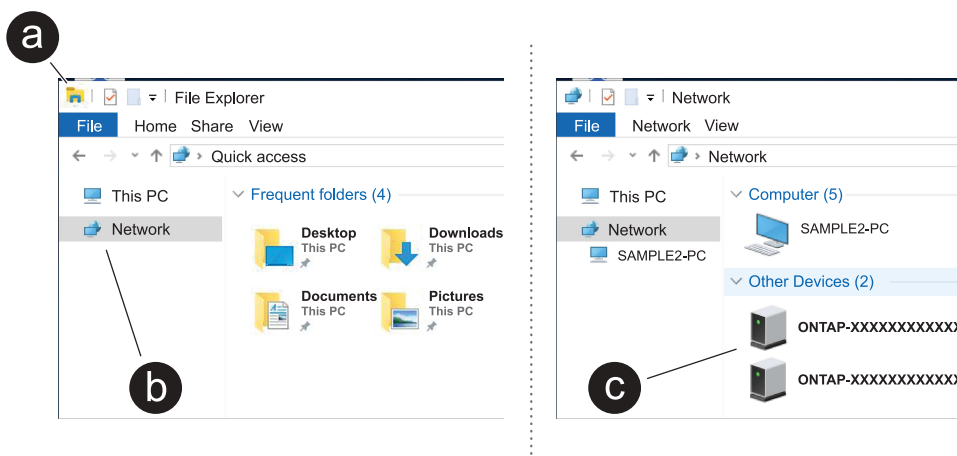 a
File Explorer
File Home Share View
Quick access
This PC
Network
Frequent folders (4)
Desktop
This PC
Downloads
This PC
Documents
This PC
Pictures
This PC
b
Network
File Network View
Network
This PC
Network
SAMPLE2-PC
Computer (5)
SAMPLE2-PC
Other Devices (2)
ONTAP-XXXXXXXXXXXX
ONTAP-XXXXXXXXXXXX
c